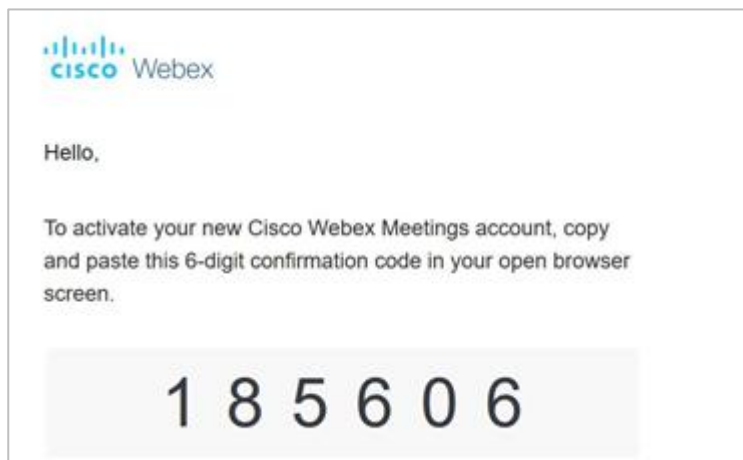 CISCO Webex
Hello,
To activate your new Cisco Webex Meetings account, copy
and paste this 6-digit confirmation code in your open browser
screen.
1 8 5 6 0 6